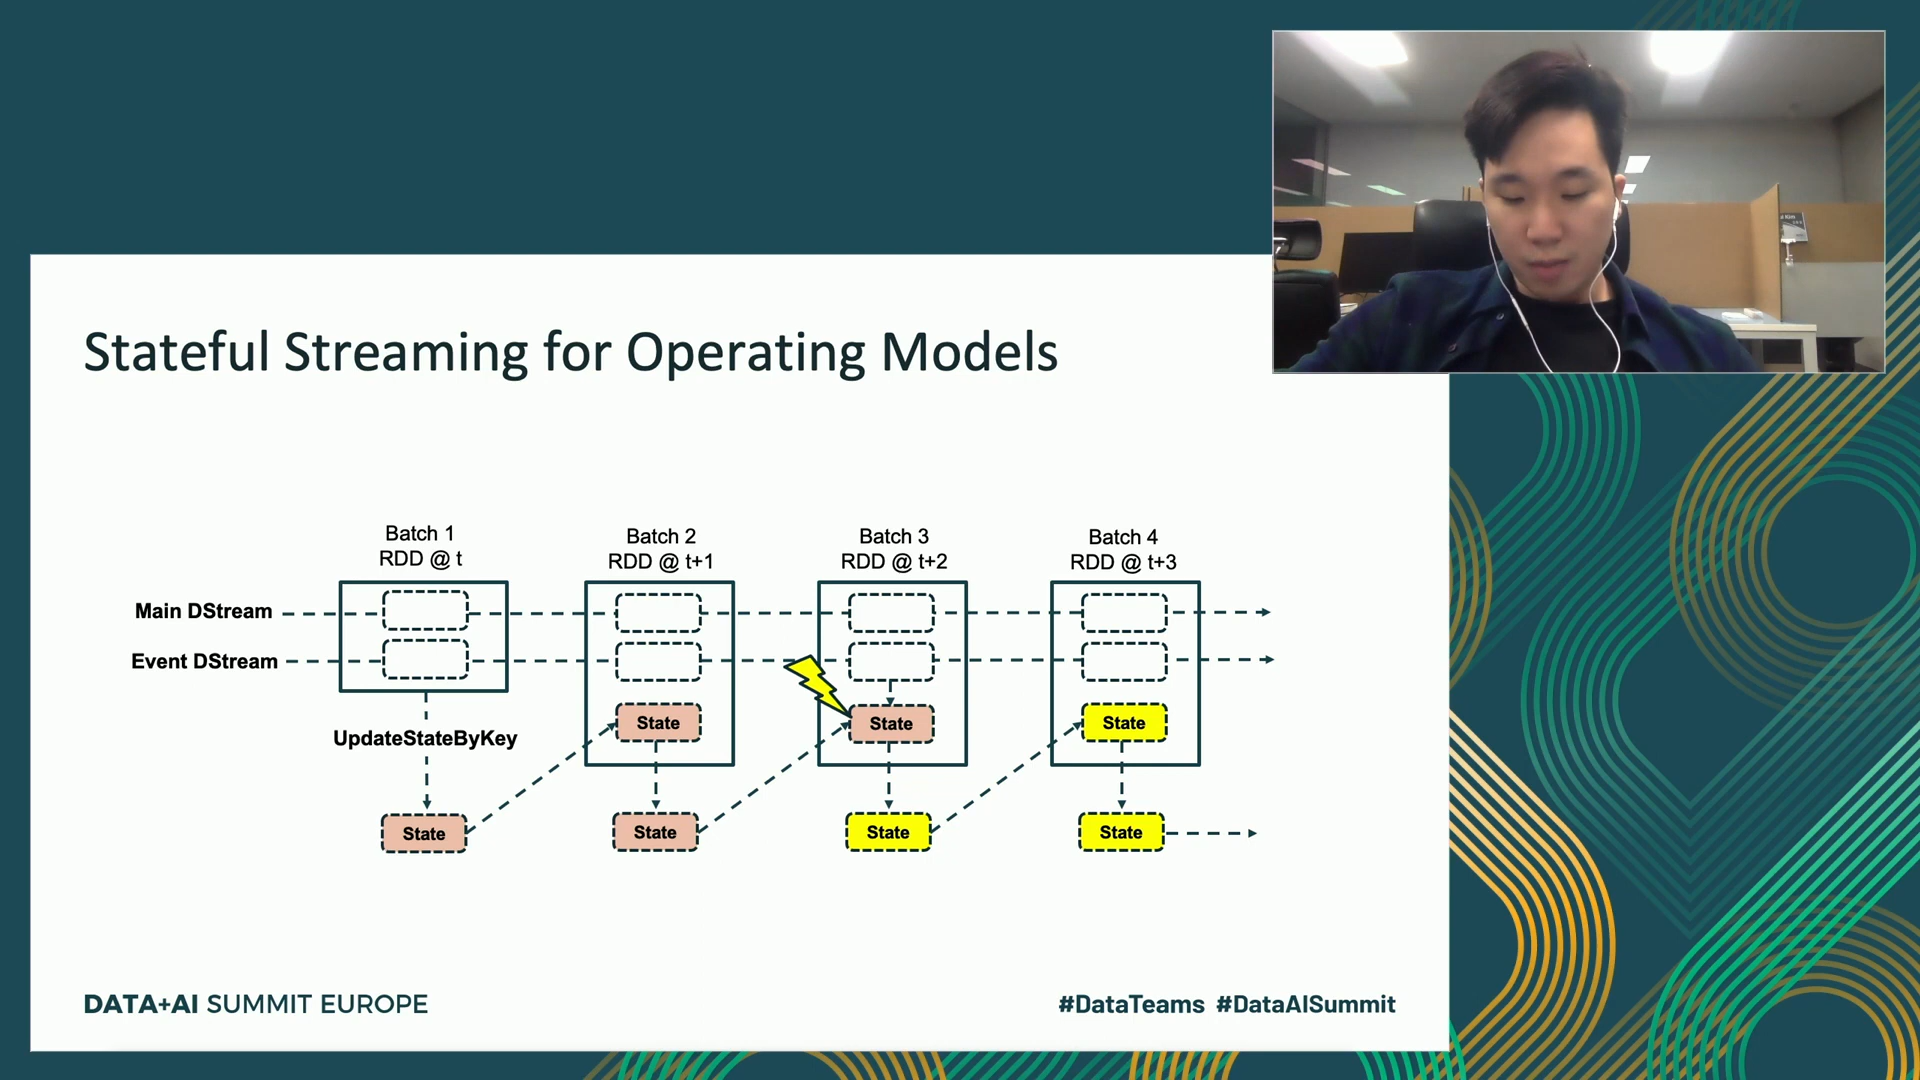 Stateful Streaming for Operating Models
Batch 1
RDD @ t
Batch 2
RDD @ t+1
Batch 3
RDD @ t+2
Batch 4
RDD @ t+3
Main DStream
Event DStream
State
State
State
UpdateStateByKey
State
State
State
State
DATA+AI SUMMIT EUROPE
#DataTeams #DataAISummit
Kim